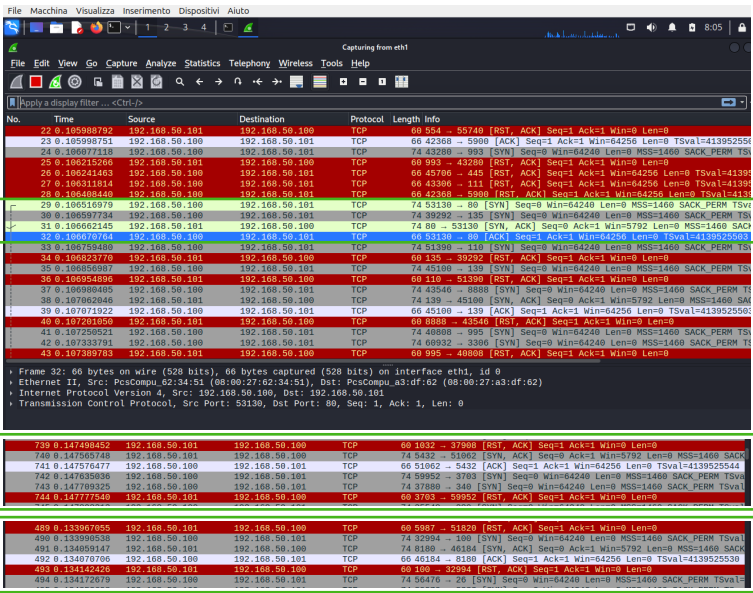 File Macchina Visualizza Inserimento Dispositivi Aiuto
1 2 3 4 8:05
Capturing from eth1
File Edit View Go Capture Analyze Statistics Telephony Wireless Tools Help
Apply a display filter ... <Ctrl-/>
No. Time Source Destination Protocol Length Info
22 0.105988792 192.168.50.101 192.168.50.100 TCP 60 554 → 55740 [RST, ACK] Seq=1 Ack=1 Win=0 Len=0
23 0.105998751 192.168.50.100 192.168.50.101 TCP 66 42368 → 5900 [ACK] Seq=1 Ack=1 Win=64256 Len=0 TSval=413952550
24 0.106077118 192.168.50.100 192.168.50.101 TCP 74 43280 → 993 [SYN] Seq=0 Win=64240 Len=0 MSS=1460 SACK_PERM TSv
25 0.106215266 192.168.50.101 192.168.50.100 TCP 60 993 → 43280 [RST, ACK] Seq=1 Ack=1 Win=0 Len=0
26 0.106241463 192.168.50.100 192.168.50.101 TCP 66 45706 → 445 [RST, ACK] Seq=1 Ack=1 Win=64256 Len=0 TSval=41395
27 0.106311814 192.168.50.100 192.168.50.101 TCP 66 43306 → 111 [RST, ACK] Seq=1 Ack=1 Win=64256 Len=0 TSval=41395
28 0.106408440 192.168.50.100 192.168.50.101 TCP 66 42368 → 5900 [RST, ACK] Seq=1 Ack=1 Win=64256 Len=0 TSval=4139
29 0.106516979 192.168.50.100 192.168.50.101 TCP 74 53130 → 80 [SYN] Seq=0 Win=64240 Len=0 MSS=1460 SACK_PERM TSva
30 0.106597734 192.168.50.100 192.168.50.101 TCP 74 39292 → 135 [SYN] Seq=0 Win=64240 Len=0 MSS=1460 SACK_PERM TSv
31 0.106662145 192.168.50.101 192.168.50.100 TCP 74 80 → 53130 [SYN, ACK] Seq=0 Ack=1 Win=5792 Len=0 MSS=1460 SACK
32 0.106670764 192.168.50.100 192.168.50.101 TCP 66 53130 → 80 [ACK] Seq=1 Ack=1 Win=64256 Len=0 TSval=4139525503
33 0.106759480 192.168.50.100 192.168.50.101 TCP 74 51390 → 110 [SYN] Seq=0 Win=64240 Len=0 MSS=1460 SACK_PERM TSv
34 0.106823770 192.168.50.101 192.168.50.100 TCP 60 135 → 39292 [RST, ACK] Seq=1 Ack=1 Win=0 Len=0
35 0.106856987 192.168.50.100 192.168.50.101 TCP 74 45100 → 139 [SYN] Seq=0 Win=64240 Len=0 MSS=1460 SACK_PERM TSv
36 0.106954896 192.168.50.101 192.168.50.100 TCP 60 110 → 51390 [RST, ACK] Seq=1 Ack=1 Win=0 Len=0
37 0.106980405 192.168.50.100 192.168.50.101 TCP 74 43546 → 8888 [SYN] Seq=0 Win=64240 Len=0 MSS=1460 SACK_PERM TS
38 0.107062046 192.168.50.101 192.168.50.100 TCP 74 139 → 45100 [SYN, ACK] Seq=0 Ack=1 Win=5792 Len=0 MSS=1460 SAC
39 0.107071922 192.168.50.100 192.168.50.101 TCP 66 45100 → 139 [ACK] Seq=1 Ack=1 Win=64256 Len=0 TSval=4139525503
40 0.107201050 192.168.50.101 192.168.50.100 TCP 60 8888 → 43546 [RST, ACK] Seq=1 Ack=1 Win=0 Len=0
41 0.107250523 192.168.50.100 192.168.50.101 TCP 74 40808 → 995 [SYN] Seq=0 Win=64240 Len=0 MSS=1460 SACK_PERM TSv
42 0.107333791 192.168.50.100 192.168.50.101 TCP 74 60932 → 3306 [SYN] Seq=0 Win=64240 Len=0 MSS=1460 SACK_PERM TS
43 0.107389783 192.168.50.101 192.168.50.100 TCP 60 995 → 40808 [RST, ACK] Seq=1 Ack=1 Win=0 Len=0
Frame 32: 66 bytes on wire (528 bits), 66 bytes captured (528 bits) on interface eth1, id 0
Ethernet II, Src: PcsCompu_62:34:51 (08:00:27:62:34:51), Dst: PcsCompu_a3:df:62 (08:00:27:a3:df:62)
Internet Protocol Version 4, Src: 192.168.50.100, Dst: 192.168.50.101
Transmission Control Protocol, Src Port: 53130, Dst Port: 80, Seq: 1, Ack: 1, Len: 0
739 0.147498452 192.168.50.101 192.168.50.100 TCP 60 1032 → 37908 [RST, ACK] Seq=1 Ack=1 Win=0 Len=0
740 0.147565748 192.168.50.101 192.168.50.100 TCP 74 5432 → 51062 [SYN, ACK] Seq=0 Ack=1 Win=5792 Len=0 MSS=1460 SACK
741 0.147576477 192.168.50.100 192.168.50.101 TCP 66 51062 → 5432 [ACK] Seq=1 Ack=1 Win=64256 Len=0 TSval=4139525544
742 0.147635036 192.168.50.100 192.168.50.101 TCP 74 59952 → 3703 [SYN] Seq=0 Win=64240 Len=0 MSS=1460 SACK_PERM TSval
743 0.147709325 192.168.50.100 192.168.50.101 TCP 74 37880 → 340 [SYN] Seq=0 Win=64240 Len=0 MSS=1460 SACK_PERM TSval
744 0.147777540 192.168.50.101 192.168.50.100 TCP 60 3703 → 59952 [RST, ACK] Seq=1 Ack=1 Win=0 Len=0
489 0.133967055 192.168.50.101 192.168.50.100 TCP 60 5987 → 51820 [RST, ACK] Seq=1 Ack=1 Win=0 Len=0
490 0.133990538 192.168.50.100 192.168.50.101 TCP 74 32994 → 100 [SYN] Seq=0 Win=64240 Len=0 MSS=1460 SACK_PERM TSval
491 0.134059147 192.168.50.101 192.168.50.100 TCP 74 8180 → 46184 [SYN, ACK] Seq=0 Ack=1 Win=5792 Len=0 MSS=1460 SACK
492 0.134070706 192.168.50.100 192.168.50.101 TCP 66 46184 → 8180 [ACK] Seq=1 Ack=1 Win=64256 Len=0 TSval=4139525530
493 0.134142426 192.168.50.101 192.168.50.100 TCP 60 100 → 32994 [RST, ACK] Seq=1 Ack=1 Win=0 Len=0
494 0.134172679 192.168.50.100 192.168.50.101 TCP 74 56476 → 26 [SYN] Seq=0 Win=64240 Len=0 MSS=1460 SACK_PERM TSval=